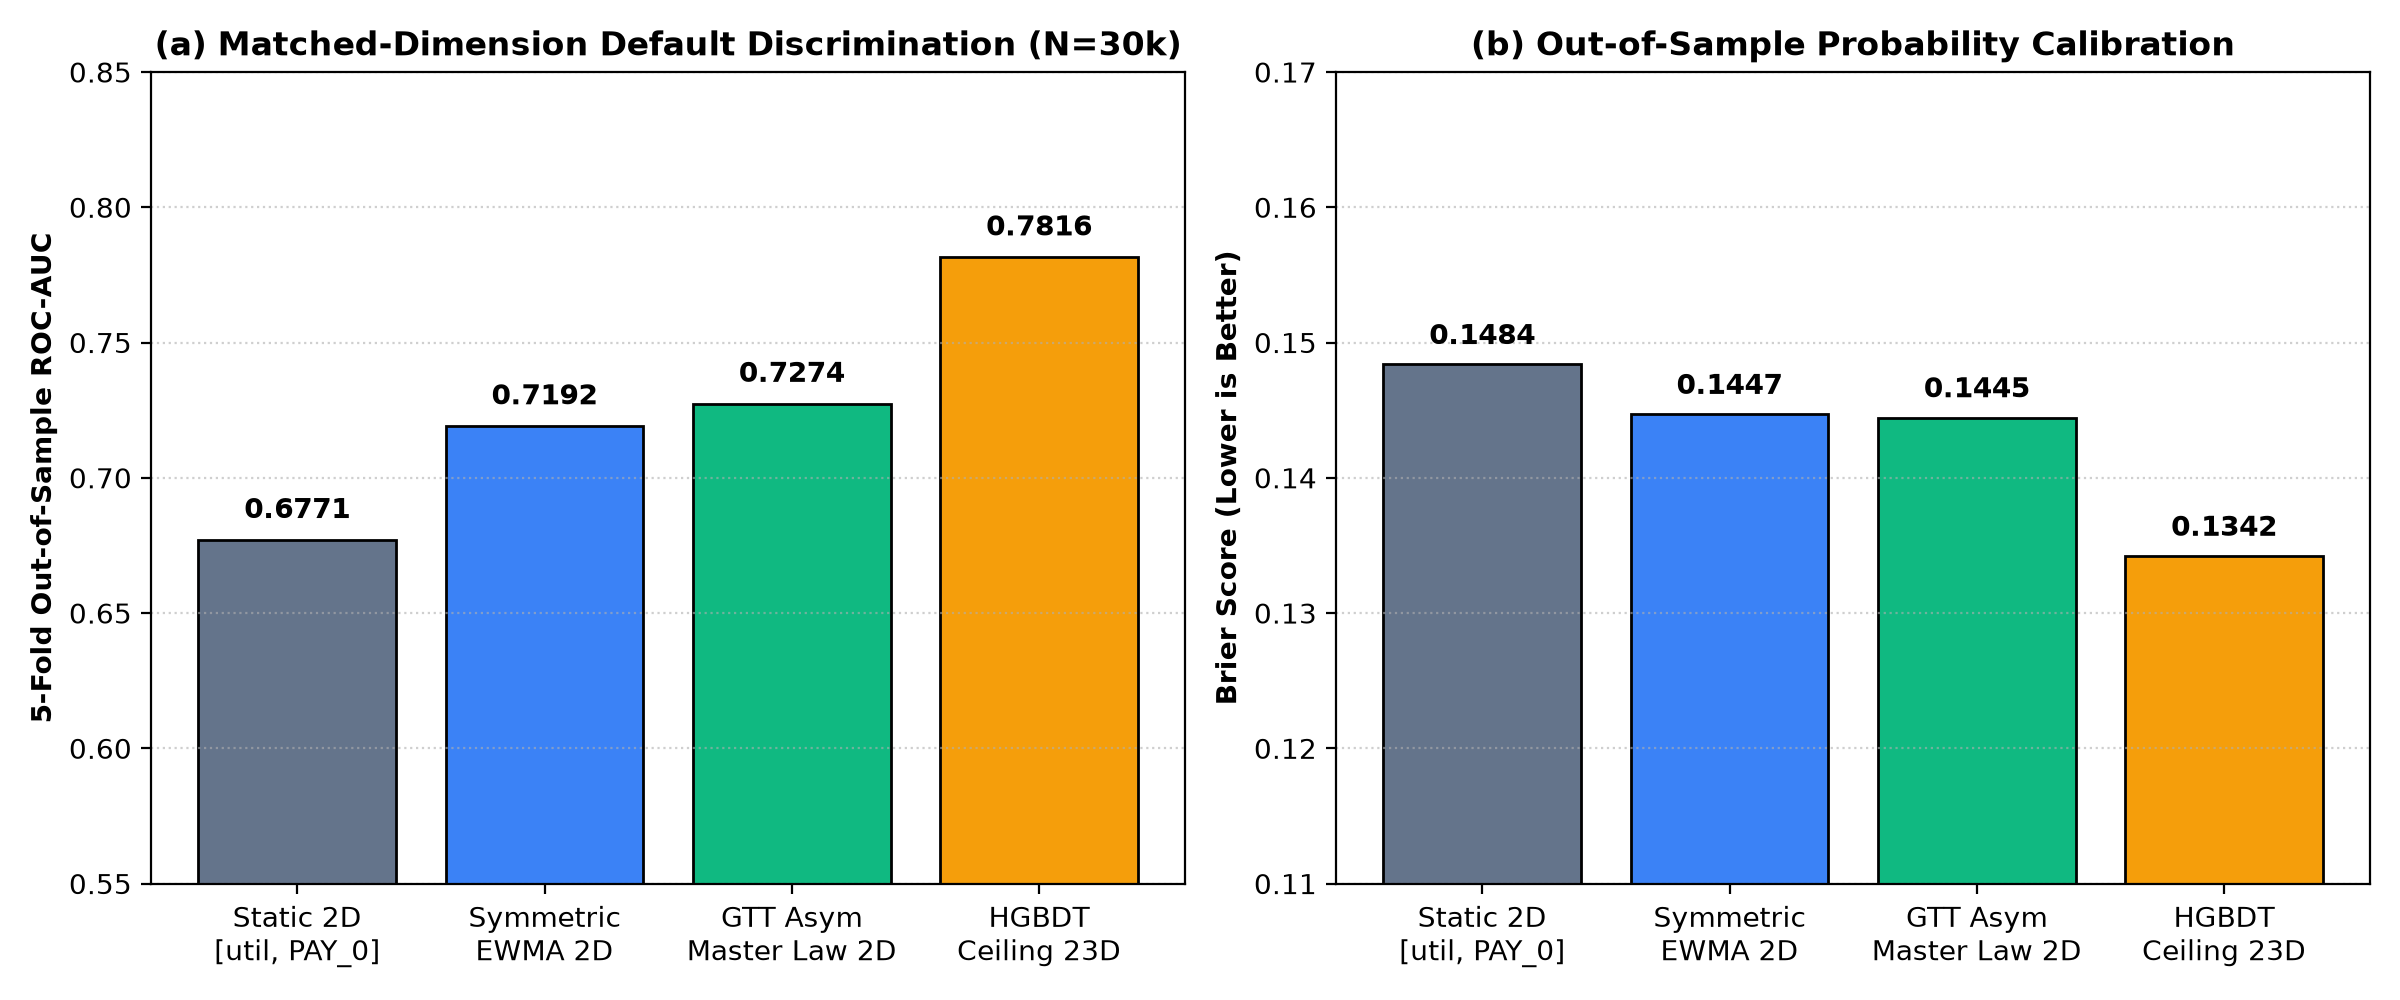 (a) Matched-Dimension Default Discrimination (N=30k)
5-Fold Out-of-Sample ROC-AUC
0.85
0.80
0.75
0.70
0.65
0.60
0.55
0.6771
0.7192
0.7274
0.7816
Static 2D
[util, PAY_0]
Symmetric
EWMA 2D
GTT Asym
Master Law 2D
HGBDT
Ceiling 23D
(b) Out-of-Sample Probability Calibration
Brier Score (Lower is Better)
0.17
0.16
0.15
0.14
0.13
0.12
0.11
0.1484
0.1447
0.1445
0.1342
Static 2D
[util, PAY_0]
Symmetric
EWMA 2D
GTT Asym
Master Law 2D
HGBDT
Ceiling 23D